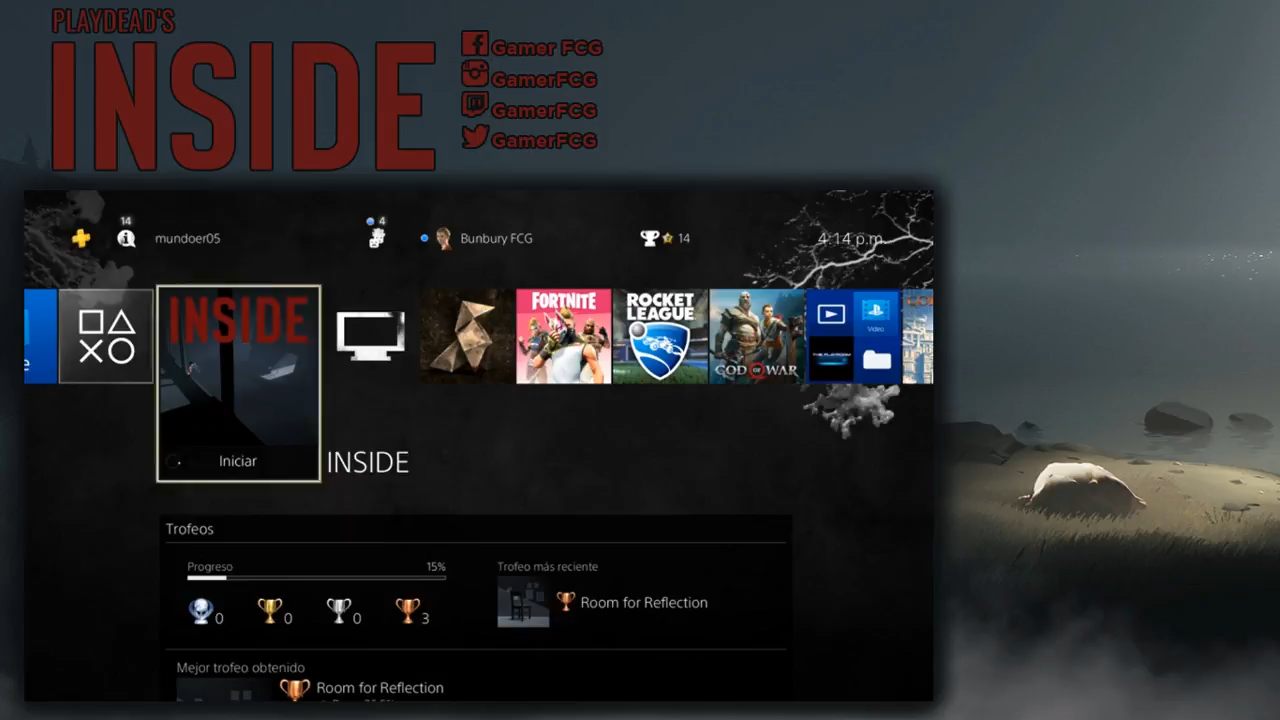 PLAYDEAD'S
INSIDE
Gamer FCG
GamerFCG
GamerFCG
GamerFCG
14
mundoer05
4
Bunbury FCG
14
4:14 p.m.
INSIDE
FORTNITE
ROCKET LEAGUE
GOD OF WAR
Video
Iniciar
INSIDE
Trofeos
Progreso
15%
0
0
0
3
Trofeo más reciente
Room for Reflection
Mejor trofeo obtenido
Room for Reflection